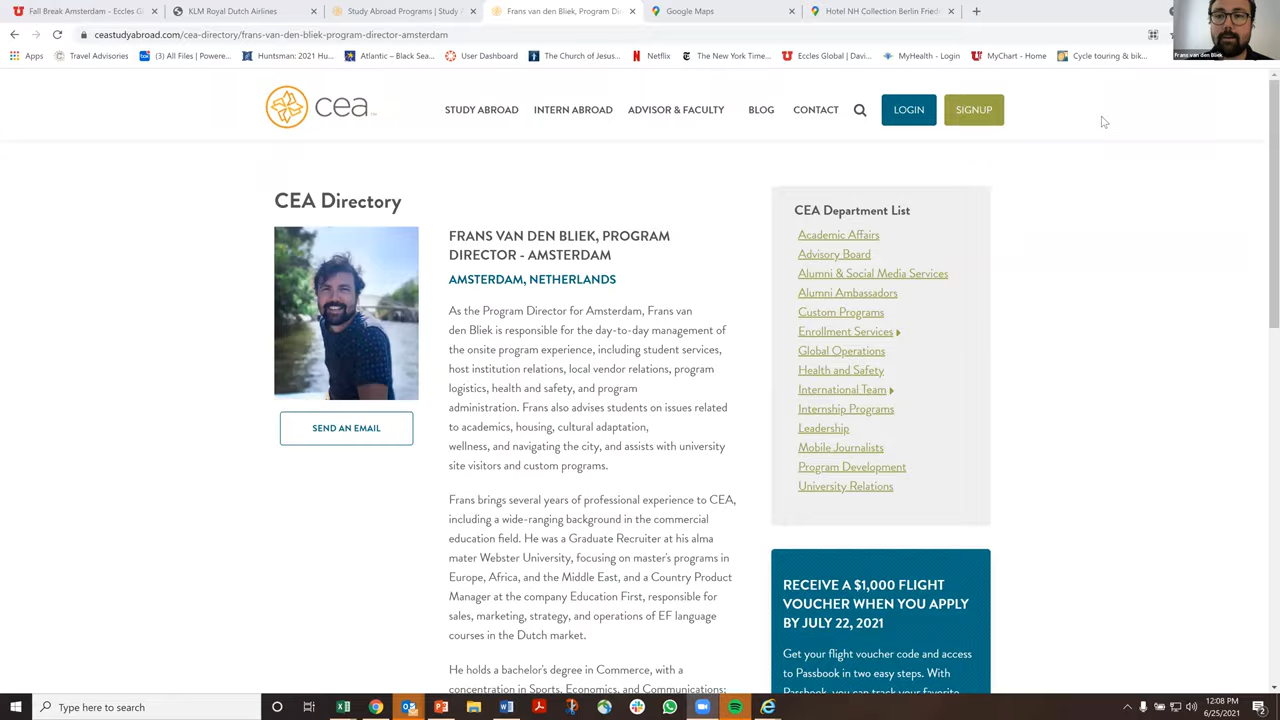 Fall Break Amsterdam - Eccles G
KLM Royal Dutch Airlines
Study Abroad Programs | Study A
Frans van den Bliek, Program Dir
Google Maps
Hotel NH Collection Berlin Fried
ceastudyabroad.com/cea-directory/frans-van-den-bliek-program-director-amsterdam
Apps
Travel Advisories
(3) All Files | Powere...
Huntsman: 2021 Hu...
Atlantic – Black Sea...
User Dashboard
The Church of Jesus...
Netflix
The New York Time...
Eccles Global | Davi...
MyHealth - Login
MyChart - Home
Cycle touring & bik...
Frans van den Bliek
cea
STUDY ABROAD
INTERN ABROAD
ADVISOR & FACULTY
BLOG
CONTACT
LOGIN
SIGNUP
CEA Directory
SEND AN EMAIL
FRANS VAN DEN BLIEK, PROGRAM
DIRECTOR - AMSTERDAM
AMSTERDAM, NETHERLANDS
As the Program Director for Amsterdam, Frans van
den Bliek is responsible for the day-to-day management of
the onsite program experience, including student services,
host institution relations, local vendor relations, program
logistics, health and safety, and program
administration. Frans also advises students on issues related
to academics, housing, cultural adaptation,
wellness, and navigating the city, and assists with university
site visitors and custom programs.
Frans brings several years of professional experience to CEA,
including a wide-ranging background in the commercial
education field. He was a Graduate Recruiter at his alma
mater Webster University, focusing on master's programs in
Europe, Africa, and the Middle East, and a Country Product
Manager at the company Education First, responsible for
sales, marketing, strategy, and operations of EF language
courses in the Dutch market.
He holds a bachelor's degree in Commerce, with a
concentration in Sports, Economics, and Communications;
CEA Department List
Academic Affairs
Advisory Board
Alumni & Social Media Services
Alumni Ambassadors
Custom Programs
Enrollment Services
Global Operations
Health and Safety
International Team
Internship Programs
Leadership
Mobile Journalists
Program Development
University Relations
RECEIVE A $1,000 FLIGHT
VOUCHER WHEN YOU APPLY
BY JULY 22, 2021
Get your flight voucher code and access
to Passbook in two easy steps. With
Passbook, you can track your favorite
Type here to search
12:08 PM
6/25/2021